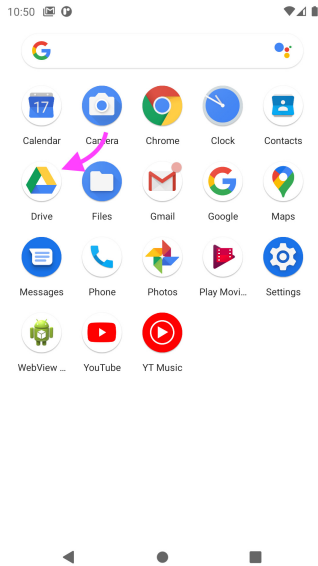 10:50
Calendar Camera Chrome Clock Contacts
Drive Files Gmail Google Maps
Messages Phone Photos Play Movi... Settings
WebView ... YouTube YT Music
17